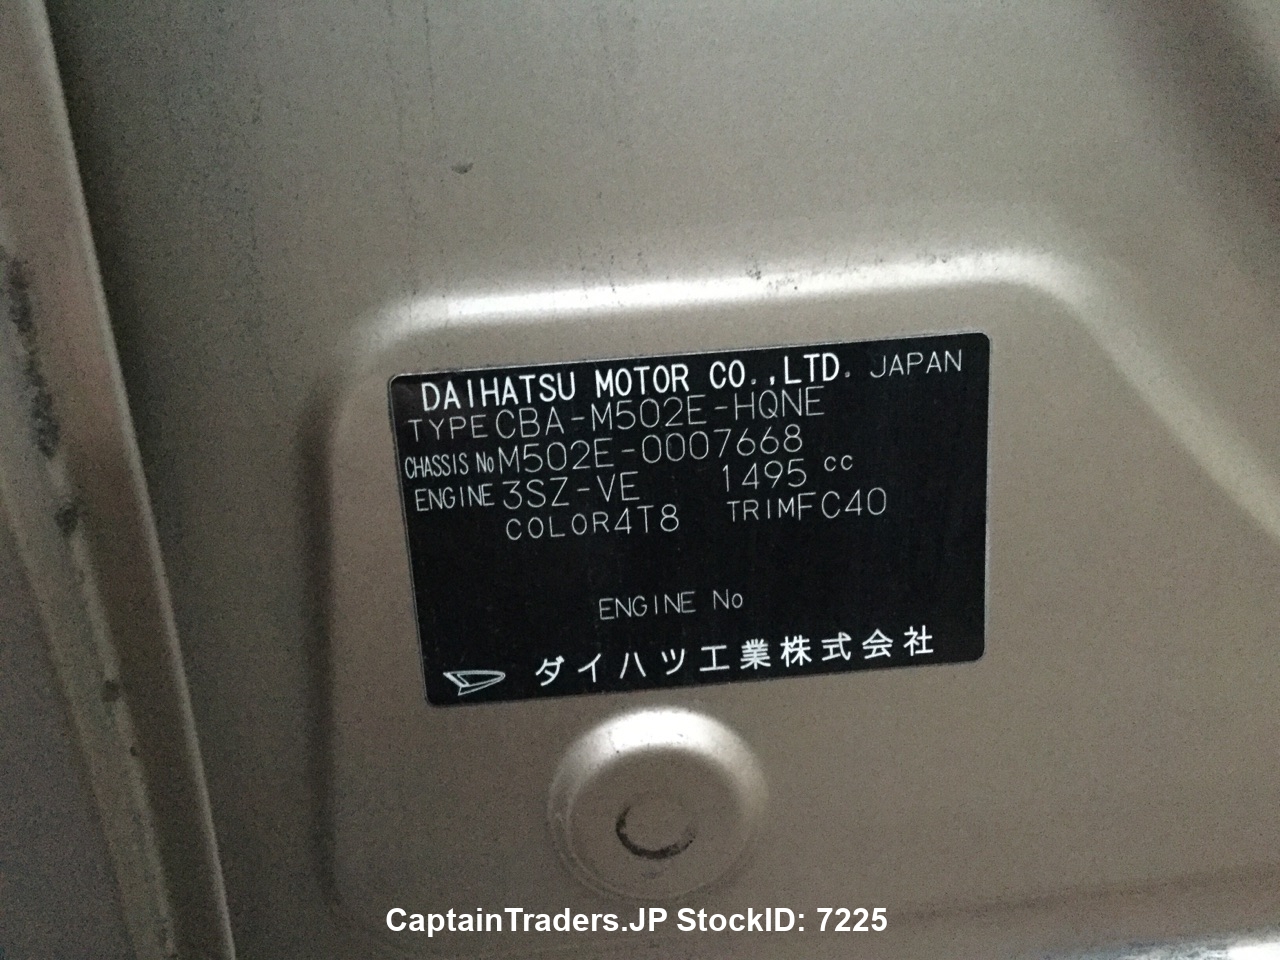 DAIHATSU MOTOR CO.,LTD. JAPAN
TYPE CBA-M502E-HQNE
CHASSIS No M502E-0007668
ENGINE 3SZ-VE 1495 cc
COLOR 4T8 TRIM FC40
ENGINE No
ダイハツ工業株式会社
CaptainTraders.JP StockID: 7225